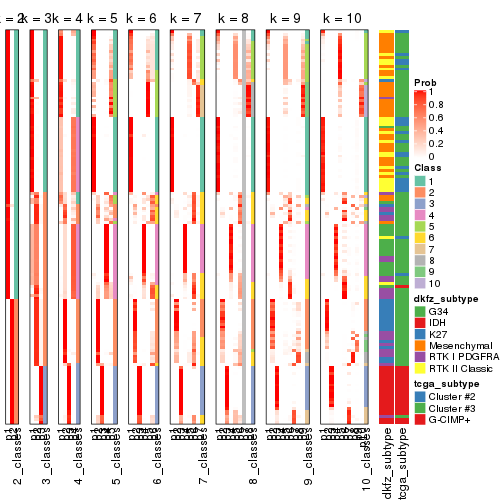 k = 2
k = 3
k = 4
k = 5
k = 6
k = 7
k = 8
k = 9
k = 10
Prob
1
0.8
0.6
0.4
0.2
0
Class
1
2
3
4
5
6
7
8
9
10
dkfz_subtype
G34
IDH
K27
Mesenchymal
RTK I PDGFRA
RTK II Classic
tcga_subtype
Cluster #2
Cluster #3
G-CIMP+
2_classes
3_classes
4_classes
5_classes
6_classes
7_classes
8_classes
9_classes
10_classes
dkfz_subtype
tcga_subtype